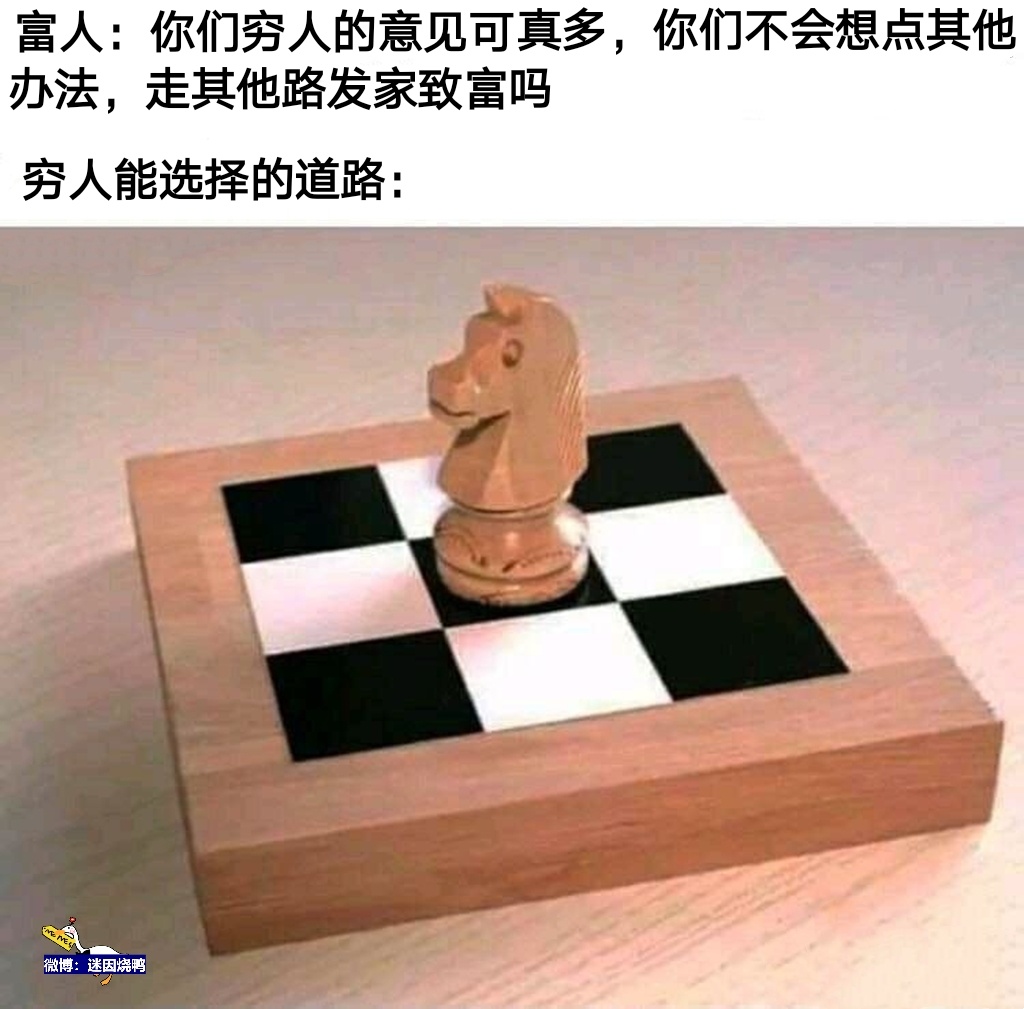 富人：你们穷人的意见可真多，你们不会想点其他
办法，走其他路发家致富吗
穷人能选择的道路：
微博：迷因烧鸭